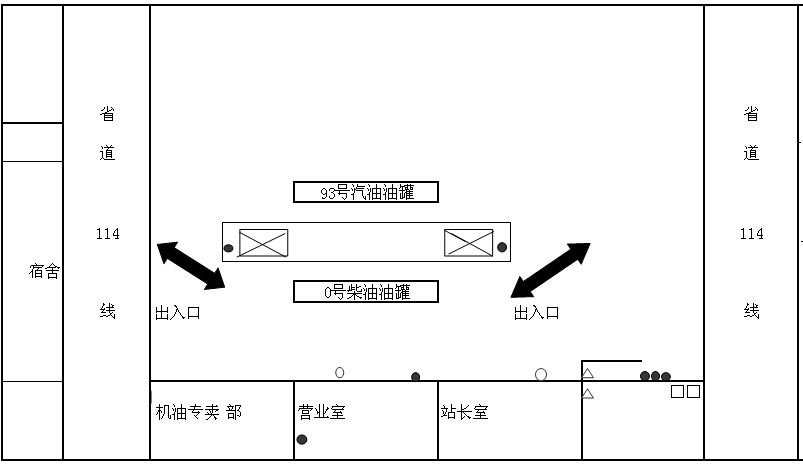 省
道
114
线
省
道
114
线
93号汽油油罐
宿舍
0号柴油油罐
出入口
出入口
机油专卖 部
营业室
站长室